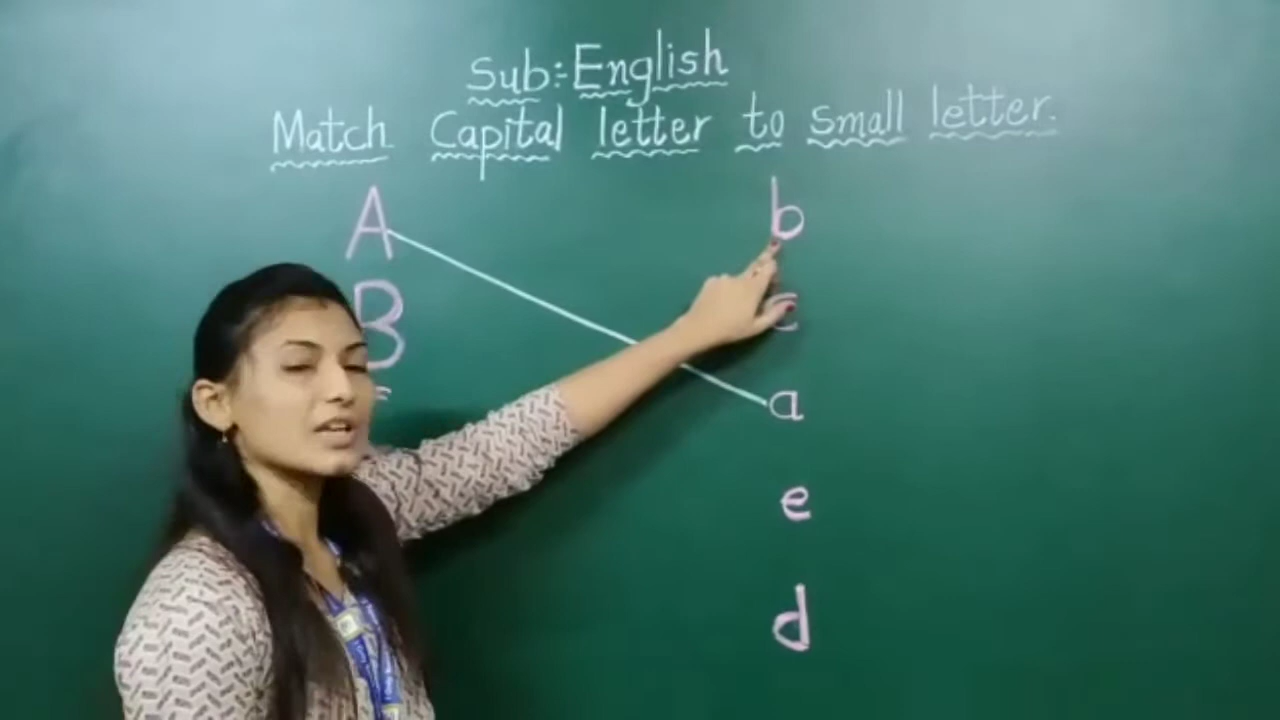 Sub:- English
Match Capital letter to small letter.
A b
B c
a
e
d